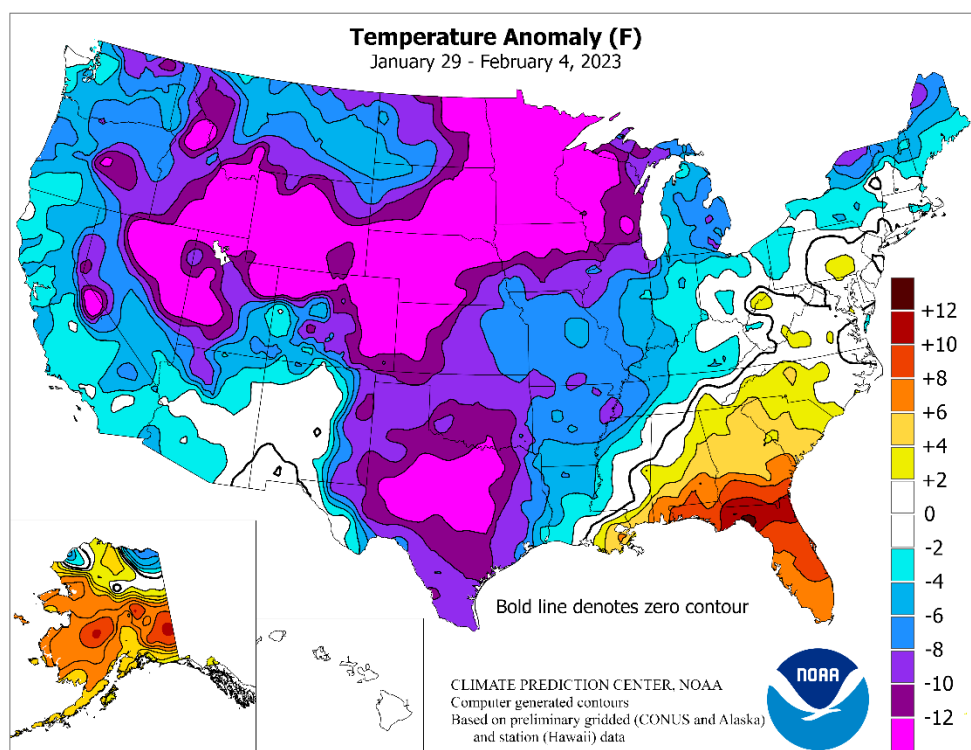 Temperature Anomaly (F)
January 29 - February 4, 2023
+12
+10
+8
+6
+4
+2
0
-2
-4
-6
-8
-10
-12
Bold line denotes zero contour
CLIMATE PREDICTION CENTER, NOAA
Computer generated contours
Based on preliminary gridded (CONUS and Alaska)
and station (Hawaii) data
NOAA